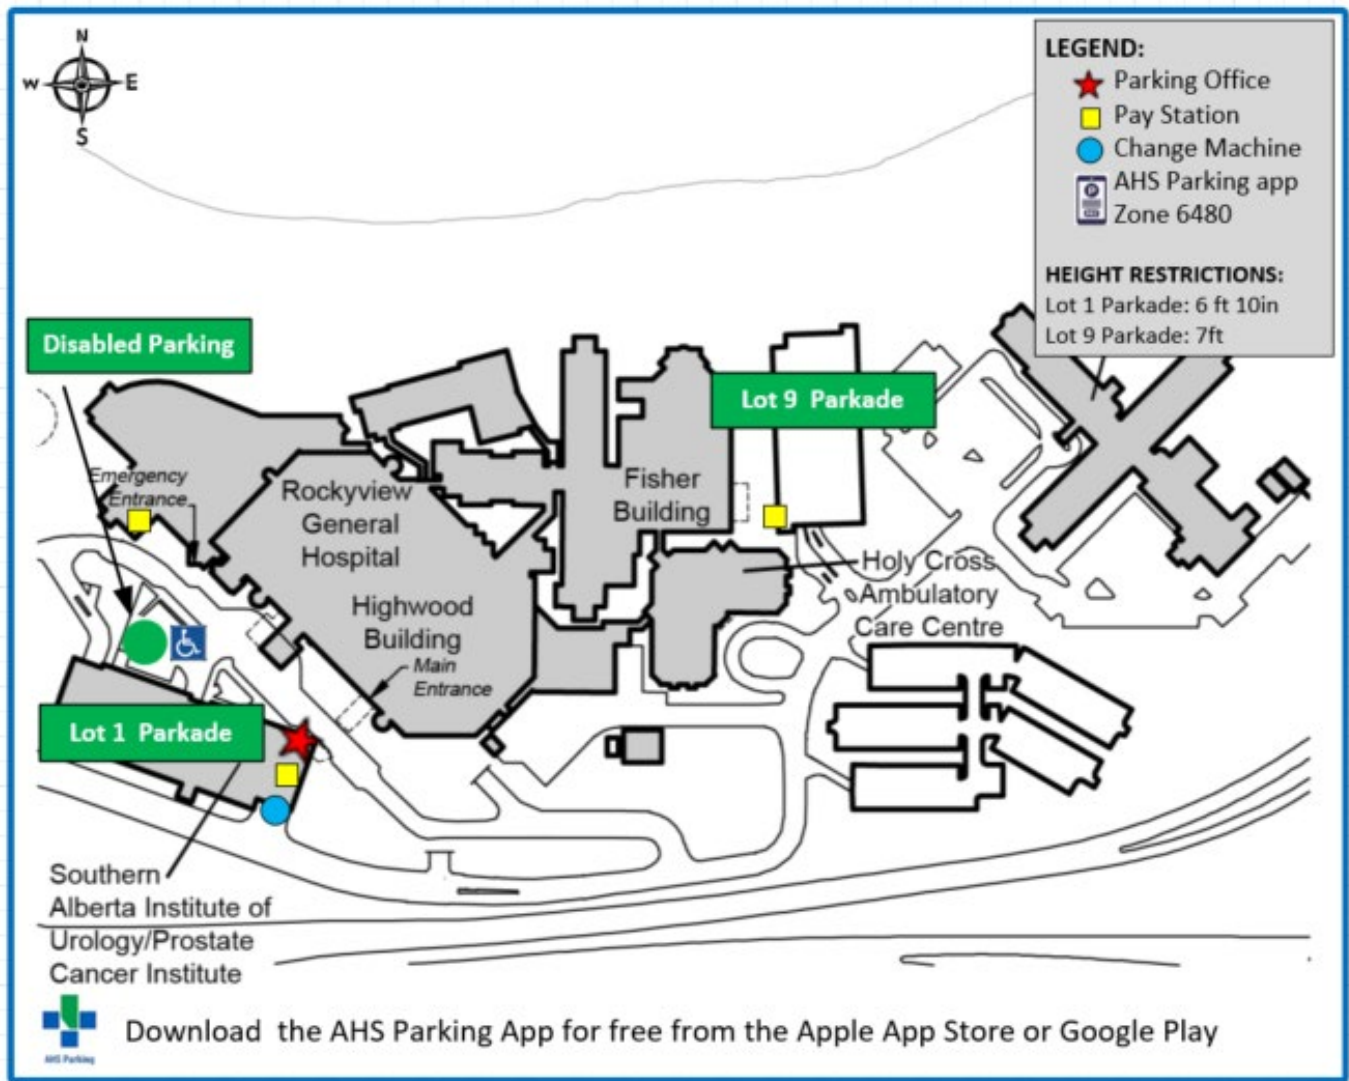 N
W E
S
LEGEND:
Parking Office
Pay Station
Change Machine
AHS Parking app
Zone 6480
HEIGHT RESTRICTIONS:
Lot 1 Parkade: 6 ft 10in
Lot 9 Parkade: 7ft
Disabled Parking
Lot 9 Parkade
Emergency
Entrance
Rockyview
General
Hospital
Fisher
Building
Highwood
Building
Main
Entrance
Holy Cross
Ambulatory
Care Centre
Lot 1 Parkade
Southern
Alberta Institute of
Urology/Prostate
Cancer Institute
AHS Parking
Download the AHS Parking App for free from the Apple App Store or Google Play